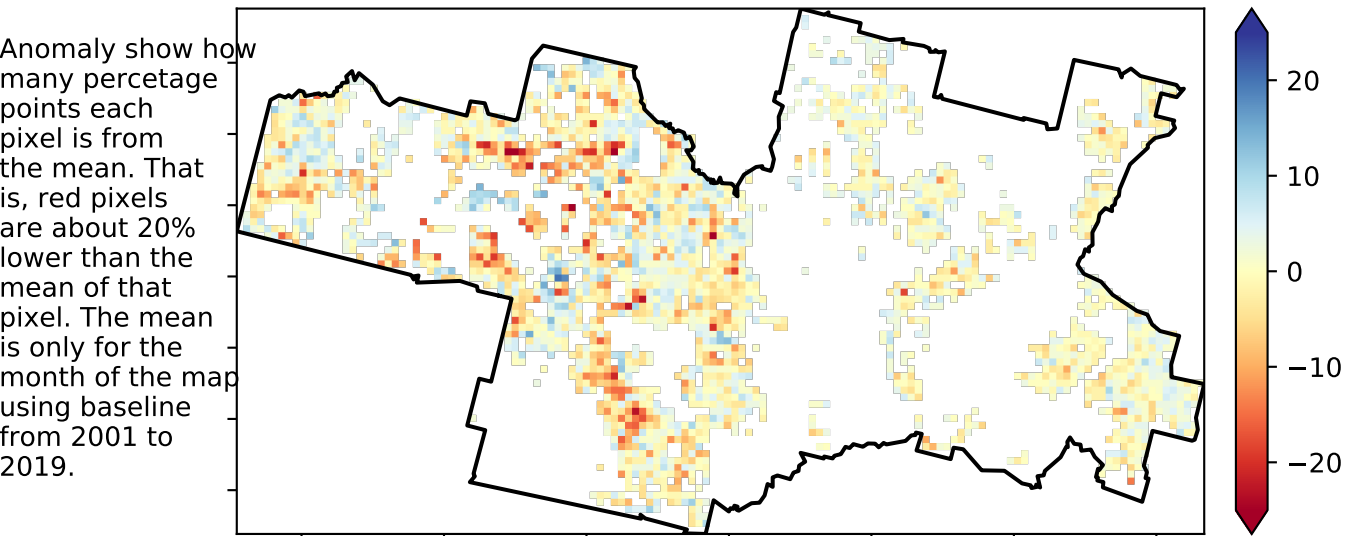 Anomaly show how
many percetage
points each
pixel is from
the mean. That
is, red pixels
are about 20%
lower than the
mean of that
pixel. The mean
is only for the
month of the map
using baseline
from 2001 to
2019.
20
10
0
−10
−20